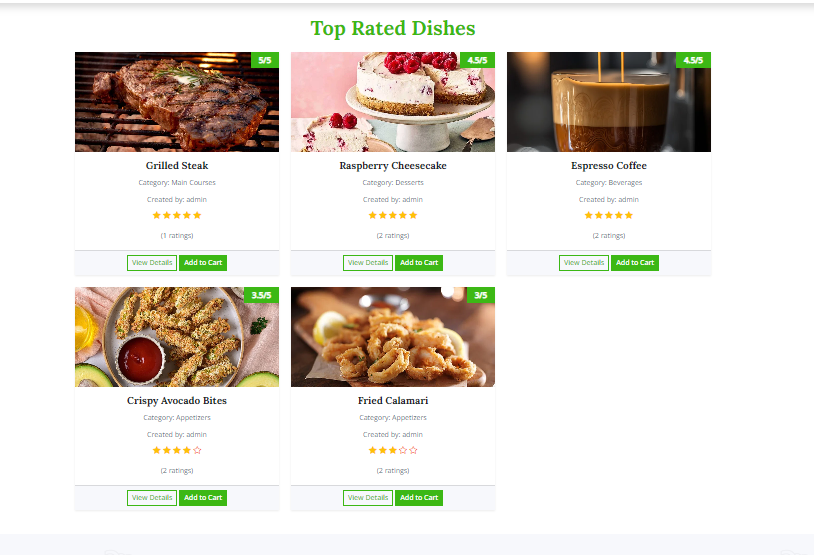 Top Rated Dishes
5/5
4.5/5
4.5/5
Grilled Steak
Category: Main Courses
Created by: admin
(1 ratings)
View Details
Add to Cart
Raspberry Cheesecake
Category: Desserts
Created by: admin
(2 ratings)
View Details
Add to Cart
Espresso Coffee
Category: Beverages
Created by: admin
(2 ratings)
View Details
Add to Cart
3.5/5
3/5
Crispy Avocado Bites
Category: Appetizers
Created by: admin
(2 ratings)
View Details
Add to Cart
Fried Calamari
Category: Appetizers
Created by: admin
(2 ratings)
View Details
Add to Cart